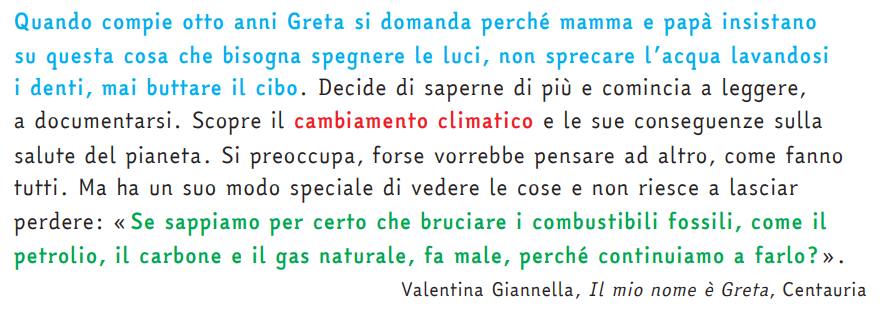 Quando compie otto anni Greta si domanda perché mamma e papà insistano
su questa cosa che bisogna spegnere le luci, non sprecare l’acqua lavandosi
i denti, mai buttare il cibo. Decide di saperne di più e comincia a leggere,
a documentarsi. Scopre il cambiamento climatico e le sue conseguenze sulla
salute del pianeta. Si preoccupa, forse vorrebbe pensare ad altro, come fanno
tutti. Ma ha un suo modo speciale di vedere le cose e non riesce a lasciar
perdere: «Se sappiamo per certo che bruciare i combustibili fossili, come il
petrolio, il carbone e il gas naturale, fa male, perché continuiamo a farlo?».
Valentina Giannella, Il mio nome è Greta, Centauria